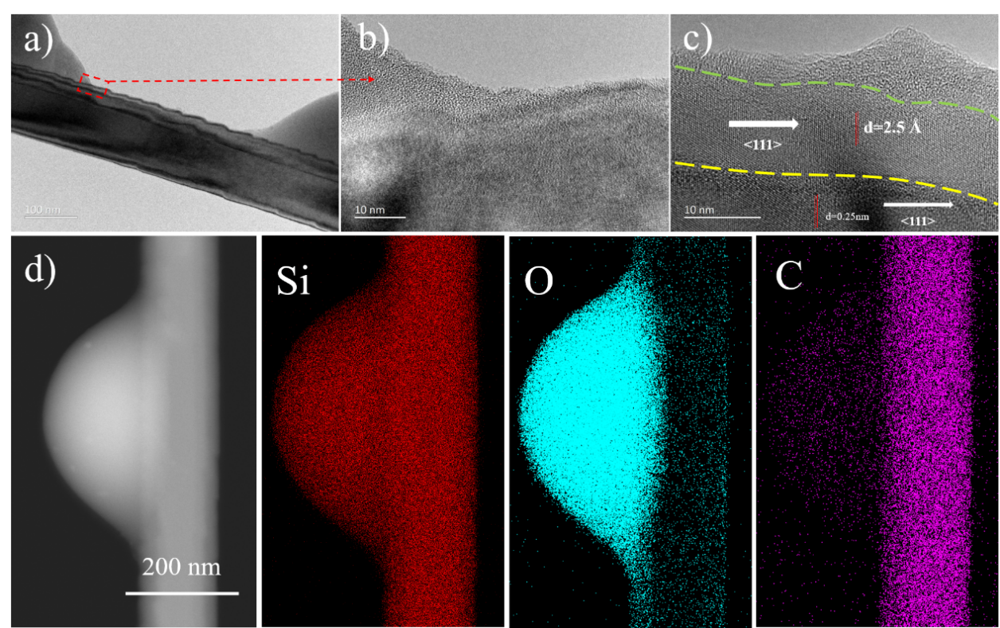 a)
100 nm
b)
10 nm
c)
d=2.5 Å
<111>
<111>
d=0.25nm
10 nm
d)
200 nm
Si
O
C